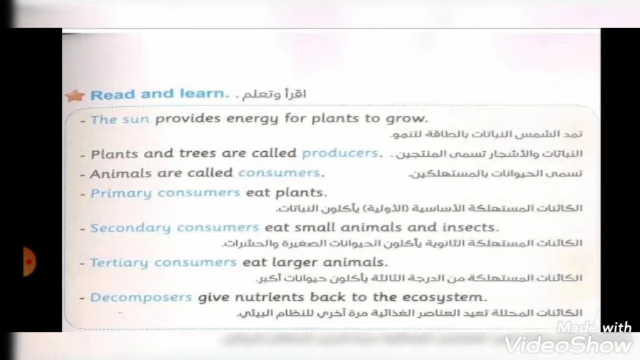 Read and learn. اقرأ وتعلم .
- The sun provides energy for plants to grow.
تمد الشمس النباتات بالطاقة للنمو.
- Plants and trees are called producers. النباتات والأشجار تسمى المنتجين .
- Animals are called consumers. تسمى الحيوانات بالمستهلكين.
- Primary consumers eat plants.
الكائنات المستهلكة الأساسية (الأولية) يأكلون النباتات.
- Secondary consumers eat small animals and insects.
الكائنات المستهلكة الثانوية يأكلون الحيوانات الصغيرة والحشرات.
- Tertiary consumers eat larger animals.
الكائنات المستهلكة من الدرجة الثالثة يأكلون حيوانات أكبر.
- Decomposers give nutrients back to the ecosystem.
الكائنات المحللة تعيد العناصر الغذائية مرة أخري للنظام البيئي.
Made with
VideoShow